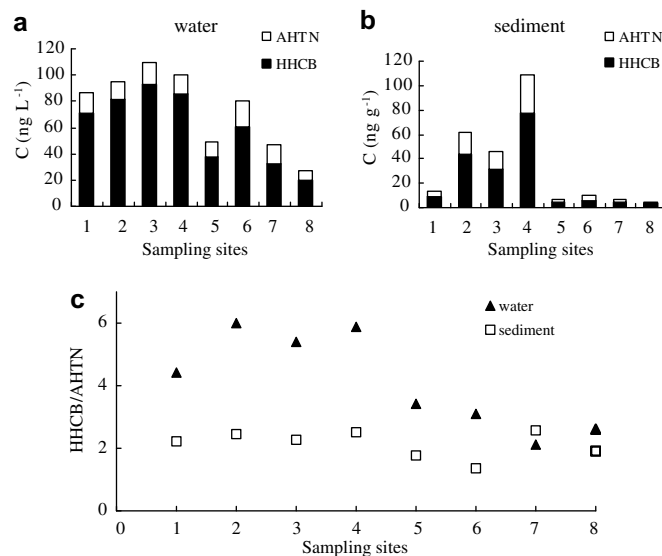 a
water
AHTN
HHCB
C (ng L-1)
120
100
80
60
40
20
0
1 2 3 4 5 6 7 8
Sampling sites
b
sediment
AHTN
HHCB
C (ng g-1)
120
100
80
60
40
20
0
1 2 3 4 5 6 7 8
Sampling sites
c
water
sediment
HHCB/AHTN
6
4
2
0
0 1 2 3 4 5 6 7 8
Sampling sites